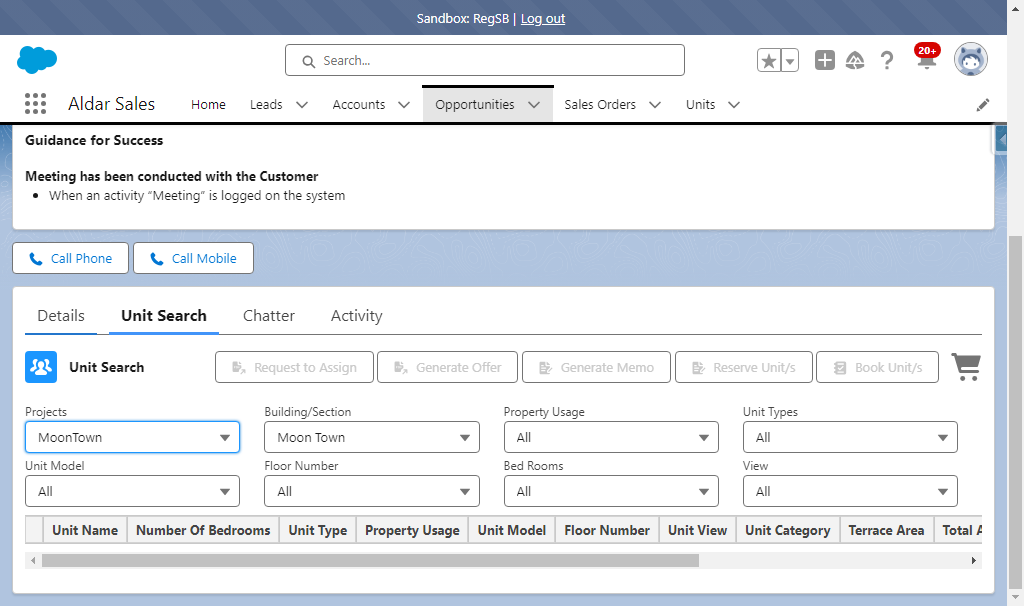 Sandbox: RegSB | Log out
Search...
20+
Aldar Sales Home Leads Accounts Opportunities Sales Orders Units
Guidance for Success
Meeting has been conducted with the Customer
• When an activity “Meeting” is logged on the system
Call Phone Call Mobile
Details Unit Search Chatter Activity
Unit Search Request to Assign Generate Offer Generate Memo Reserve Unit/s Book Unit/s
Projects Building/Section Property Usage Unit Types
MoonTown Moon Town All All
Unit Model Floor Number Bed Rooms View
All All All All
Unit Name Number Of Bedrooms Unit Type Property Usage Unit Model Floor Number Unit View Unit Category Terrace Area Total A